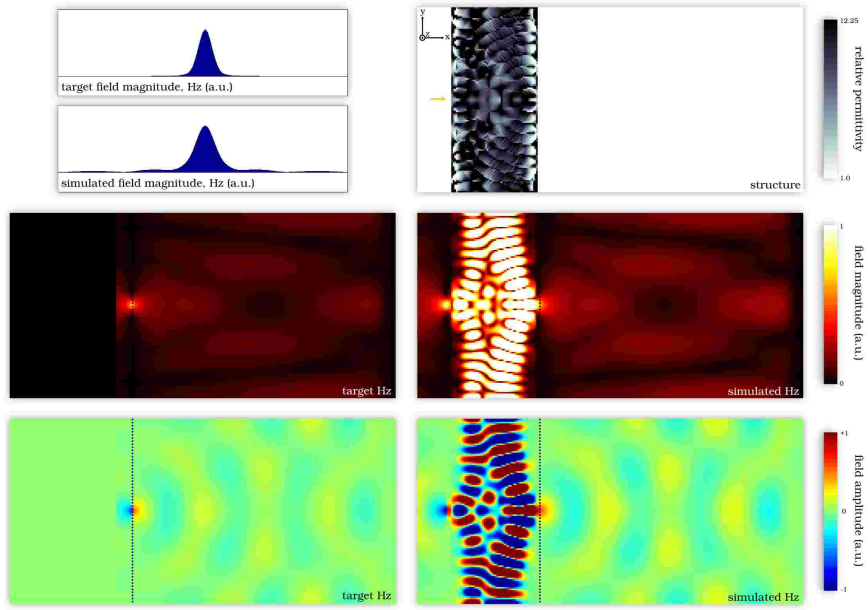 target field magnitude, Hz (a.u.)
simulated field magnitude, Hz (a.u.)
y
z x
structure
12.25
relative permittivity
1.0
target Hz
simulated Hz
1
field magnitude (a.u.)
0
target Hz
simulated Hz
+1
field amplitude (a.u.)
0
-1